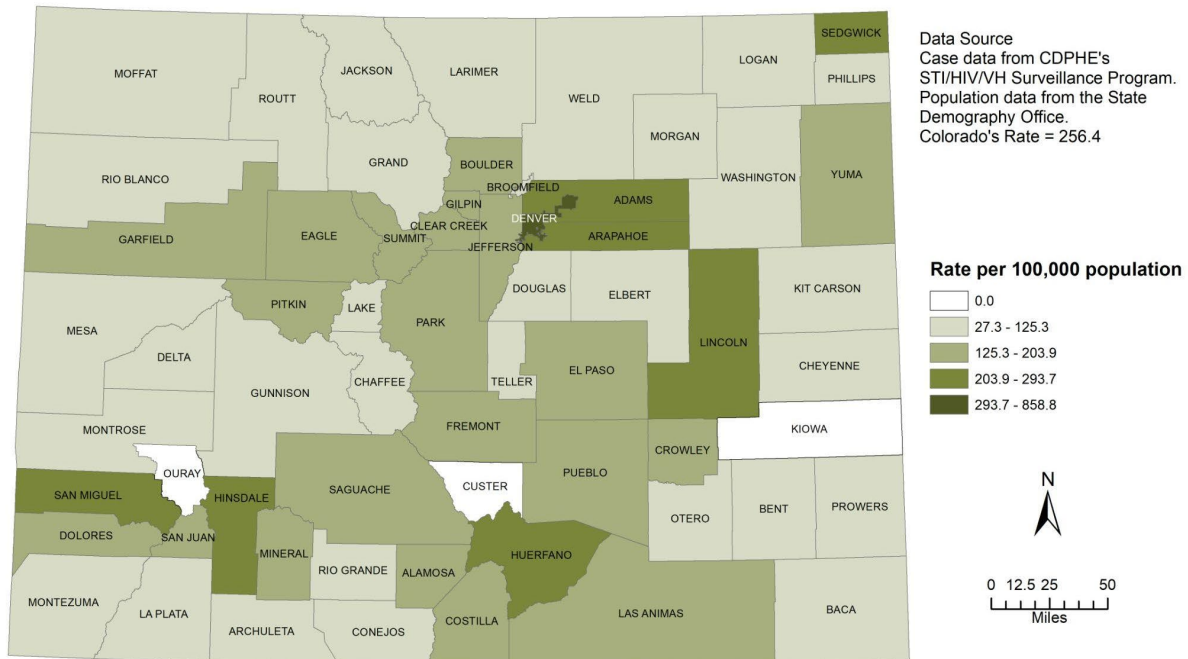 SEDGWICK
LOGAN
JACKSON
LARIMER
MOFFAT
PHILLIPS
ROUTT
WELD
MORGAN
GRAND
BOULDER
RIO BLANCO
WASHINGTON
YUMA
BROOMFIELD
GILPIN
ADAMS
DENVER
CLEAR CREEK
EAGLE
SUMMIT
GARFIELD
ARAPAHOE
JEFFERSON
DOUGLAS
ELBERT
KIT CARSON
PITKIN
LAKE
PARK
MESA
LINCOLN
DELTA
CHEYENNE
EL PASO
CHAFFEE
TELLER
GUNNISON
FREMONT
MONTROSE
KIOWA
CROWLEY
OURAY
PUEBLO
CUSTER
SAGUACHE
SAN MIGUEL
HINSDALE
PROWERS
BENT
OTERO
DOLORES
SAN JUAN
MINERAL
HUERFANO
RIO GRANDE
ALAMOSA
MONTEZUMA
LA PLATA
LAS ANIMAS
BACA
COSTILLA
ARCHULETA
CONEJOS
Data Source
Case data from CDPHE's
STI/HIV/VH Surveillance Program.
Population data from the State
Demography Office.
Colorado's Rate = 256.4
Rate per 100,000 population
0.0
27.3 - 125.3
125.3 - 203.9
203.9 - 293.7
293.7 - 858.8
N
0 12.5 25 50
Miles